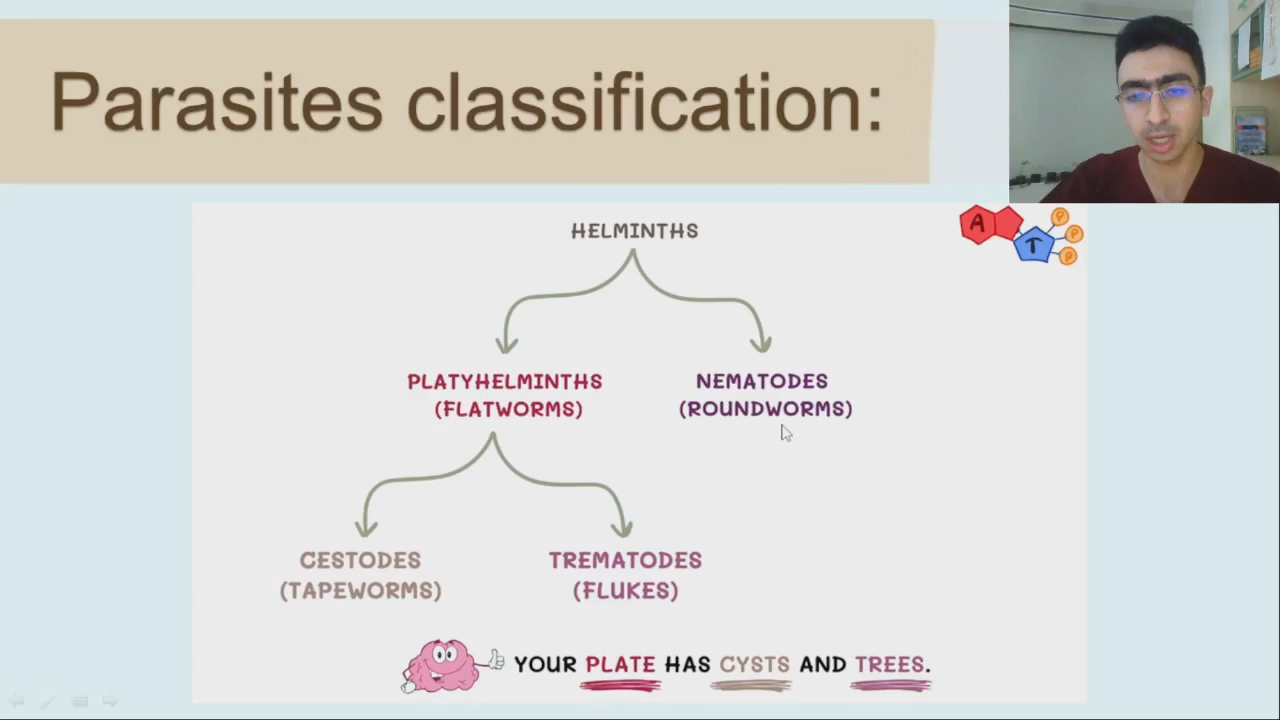 Parasites classification:
HELMINTHS
A T P P P
PLATYHELMINTHS
(FLATWORMS)
NEMATODES
(ROUNDWORMS)
CESTODES
(TAPEWORMS)
TREMATODES
(FLUKES)
YOUR PLATE HAS CYSTS AND TREES.